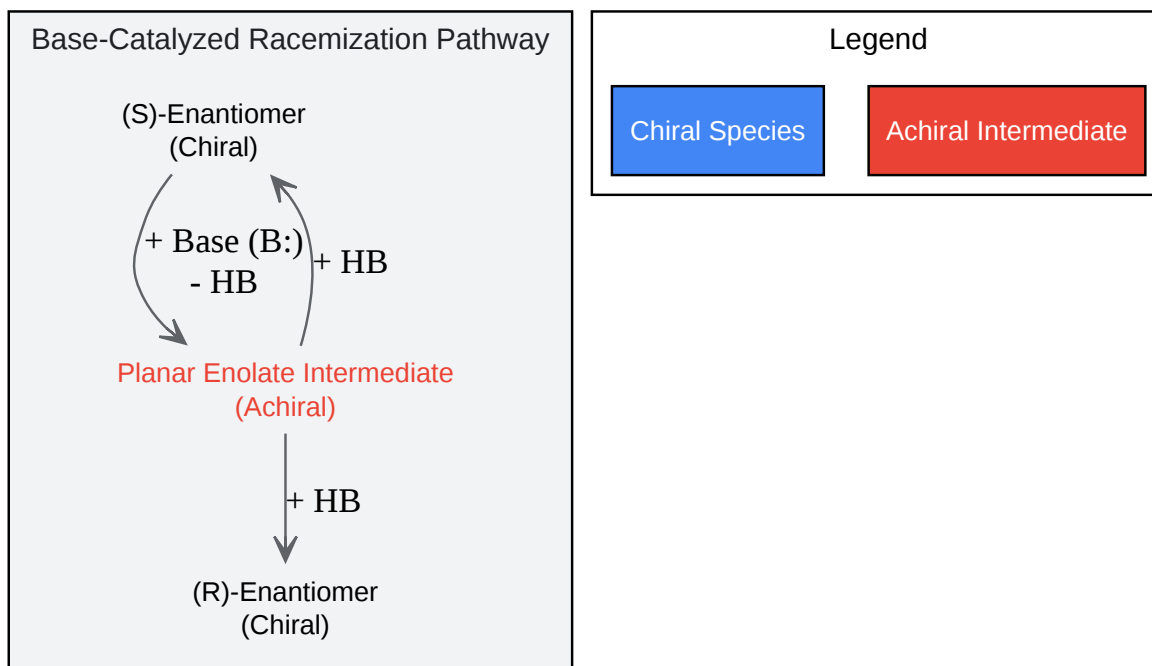 Base-Catalyzed Racemization Pathway
(S)-Enantiomer
(Chiral)
+ Base (B:)
- HB
+ HB
Planar Enolate Intermediate
(Achiral)
+ HB
(R)-Enantiomer
(Chiral)
Legend
Chiral Species
Achiral Intermediate